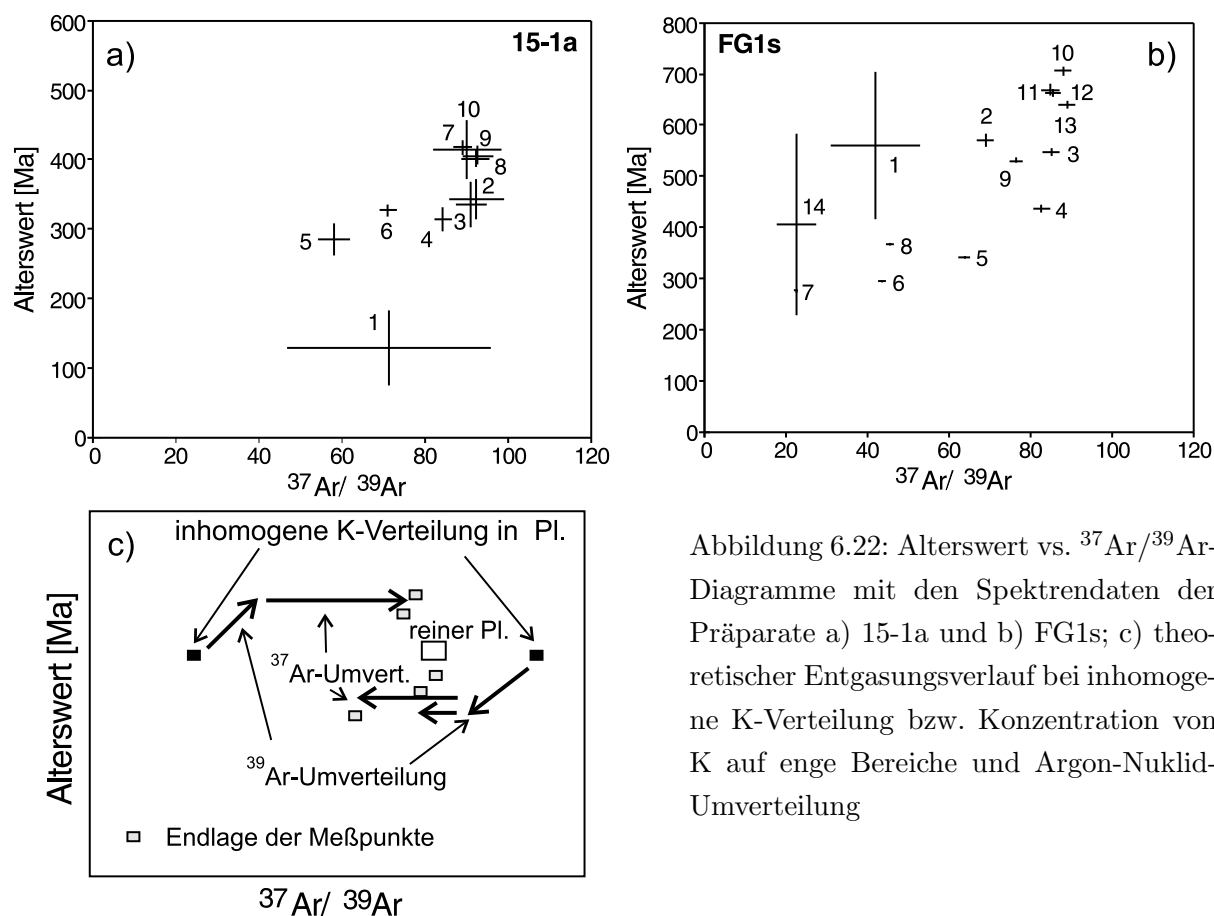 a)
15-1a
Alterswert [Ma]
600
500
400
300
200
100
0
10
7
9
8
2
6
3
4
5
1
0 20 40 60 80 100 120
37Ar/ 39Ar
FG1s
b)
Alterswert [Ma]
800
700
600
500
400
300
200
100
0
10
11
12
13
2
1
3
9
14
4
8
5
6
7
0 20 40 60 80 100 120
37Ar/ 39Ar
c)
inhomogene K-Verteilung in Pl.
reiner Pl.
37Ar-Umvert.
39Ar-Umverteilung
Endlage der Meßpunkte
Alterswert [Ma]
37Ar/ 39Ar
Abbildung 6.22: Alterswert vs. 37Ar/39Ar-
Diagramme mit den Spektrendaten der
Präparate a) 15-1a und b) FG1s; c) theo-
retischer Entgasungsverlauf bei inhomoge-
ne K-Verteilung bzw. Konzentration von
K auf enge Bereiche und Argon-Nuklid-
Umverteilung